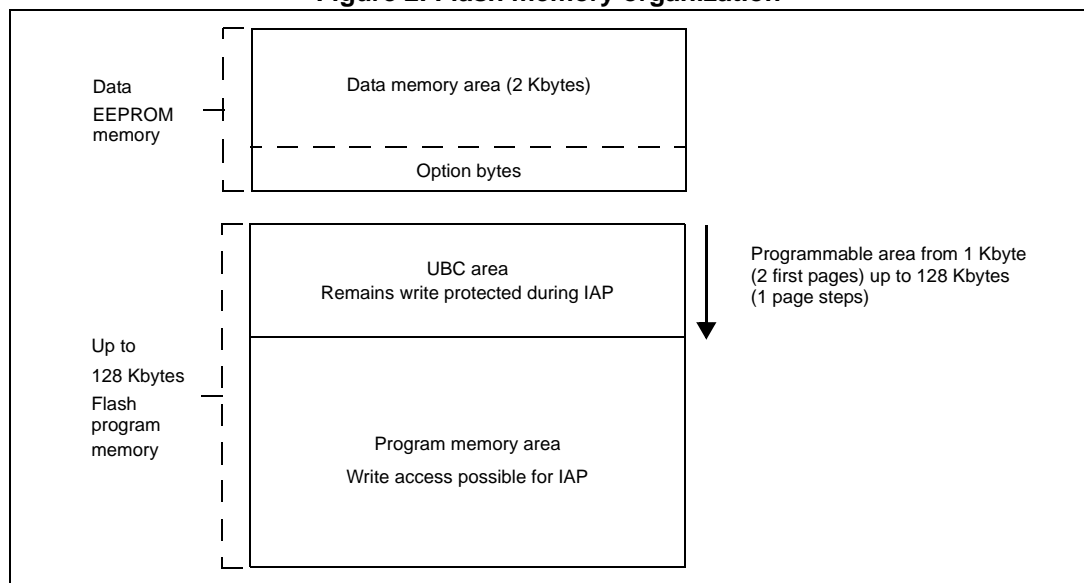 Figure 2. Flash memory organization
Data
EEPROM
memory
Data memory area (2 Kbytes)
Option bytes
UBC area
Remains write protected during IAP
Programmable area from 1 Kbyte
(2 first pages) up to 128 Kbytes
(1 page steps)
Up to
128 Kbytes
Flash
program
memory
Program memory area
Write access possible for IAP